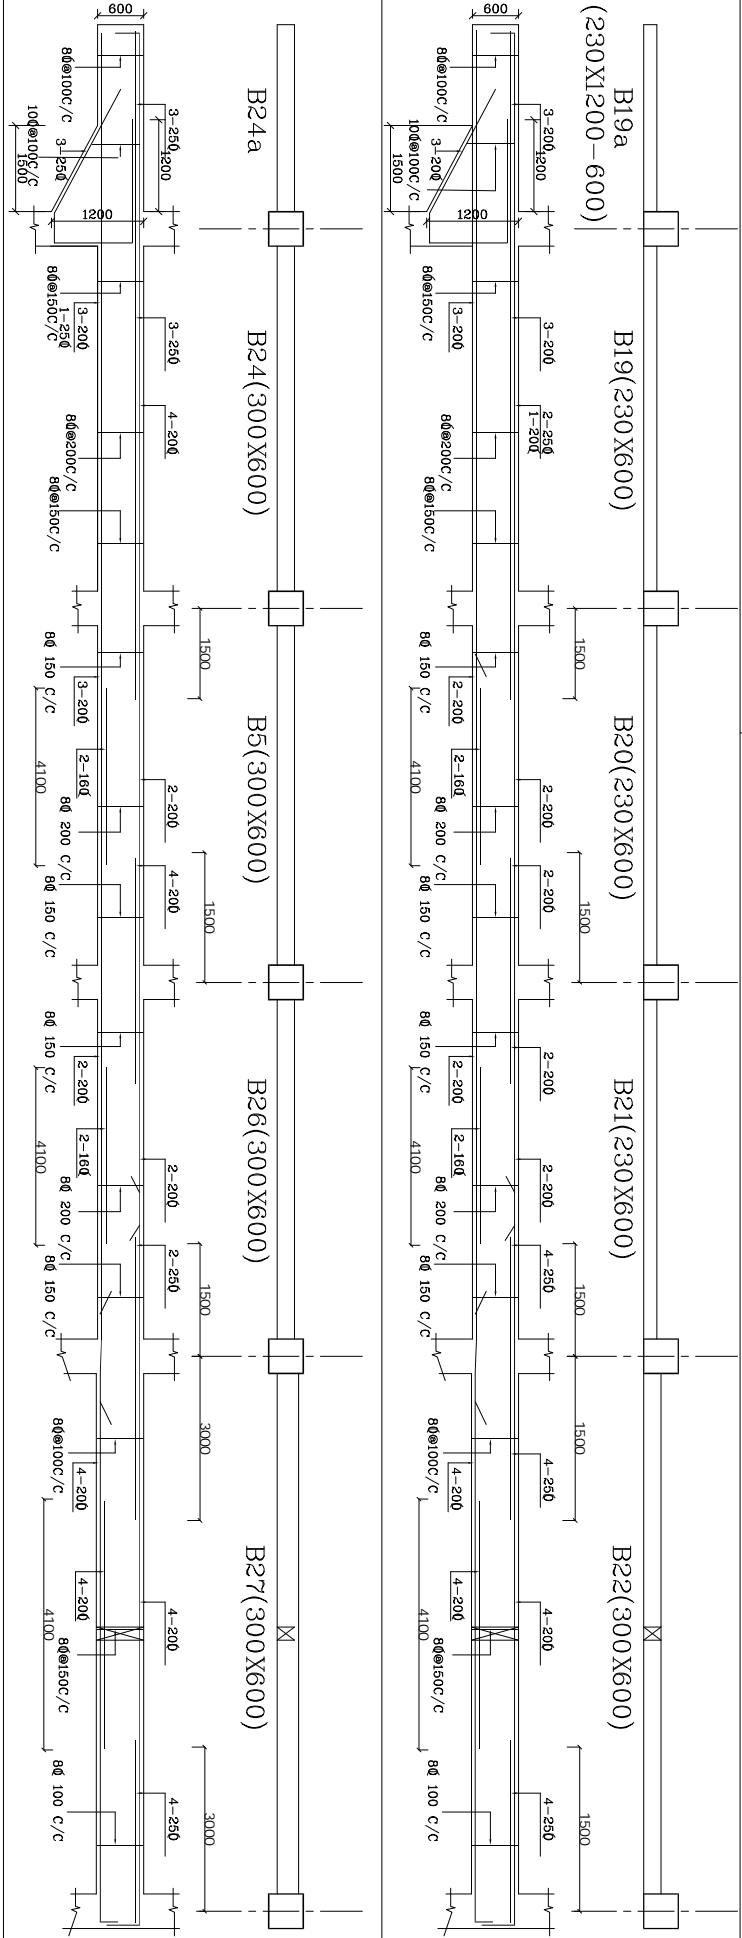 B19a
(230X1200-600)
B19(230X600)
B20(230X600)
B21(230X600)
B22(300X600)
1500
1500
1500
1500
1500
600
3-20Ø
1200
3-20Ø
2-25Ø
1-20Ø
2-20Ø
2-20Ø
2-20Ø
2-20Ø
4-25Ø
4-25Ø
4-20Ø
4-25Ø
1200
3-20Ø
3-20Ø
2-20Ø
2-16Ø
2-20Ø
2-16Ø
4-20Ø
4-20Ø
8Ø@100C/C
10Ø@100C/C
1500
8Ø@150C/C
8Ø@200C/C
8Ø@150C/C
8Ø 150 C/C
4100
8Ø 200 C/C
8Ø 150 C/C
8Ø 150 C/C
4100
8Ø 200 C/C
8Ø 150 C/C
8Ø@100C/C
4100
8Ø@150C/C
8Ø 100 C/C
B24a
B24(300X600)
B5(300X600)
B26(300X600)
B27(300X600)
1500
1500
1500
3000
3000
600
3-25Ø
1200
3-25Ø
4-20Ø
2-20Ø
4-20Ø
2-20Ø
2-25Ø
4-20Ø
4-25Ø
1200
3-25Ø
3-20Ø
1-25Ø
3-20Ø
2-16Ø
2-20Ø
2-16Ø
4-20Ø
4-20Ø
8Ø@100C/C
10Ø@100C/C
1500
8Ø@150C/C
8Ø@200C/C
8Ø@150C/C
8Ø 150 C/C
4100
8Ø 200 C/C
8Ø 150 C/C
8Ø 150 C/C
4100
8Ø 200 C/C
8Ø 150 C/C
8Ø@100C/C
4100
8Ø@150C/C
8Ø 100 C/C